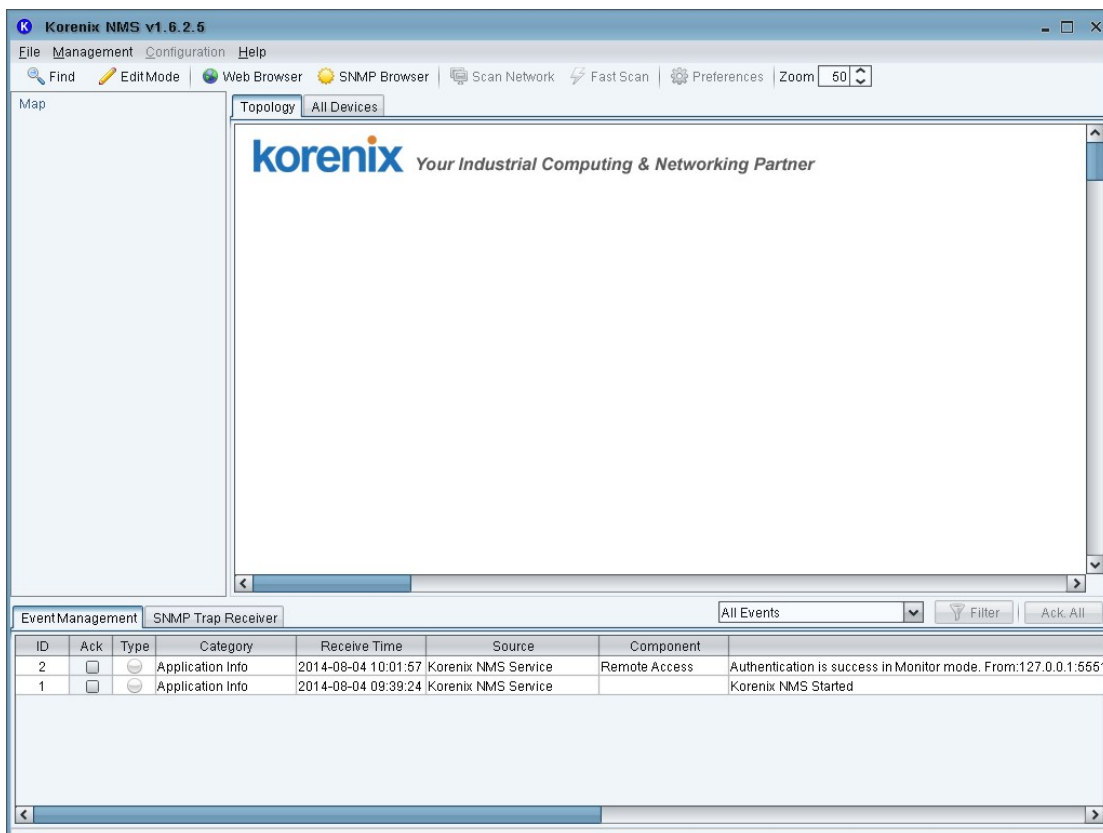 K Korenix NMS v1.6.2.5
File Management Configuration Help
Find Edit Mode Web Browser SNMP Browser Scan Network Fast Scan Preferences Zoom 50
Map
Topology All Devices
korenix Your Industrial Computing & Networking Partner
Event Management SNMP Trap Receiver All Events Filter Ack. All
ID Ack Type Category Receive Time Source Component
2 Application Info 2014-08-04 10:01:57 Korenix NMS Service Remote Access Authentication is success in Monitor mode. From:127.0.0.1:555
1 Application Info 2014-08-04 09:39:24 Korenix NMS Service Korenix NMS Started